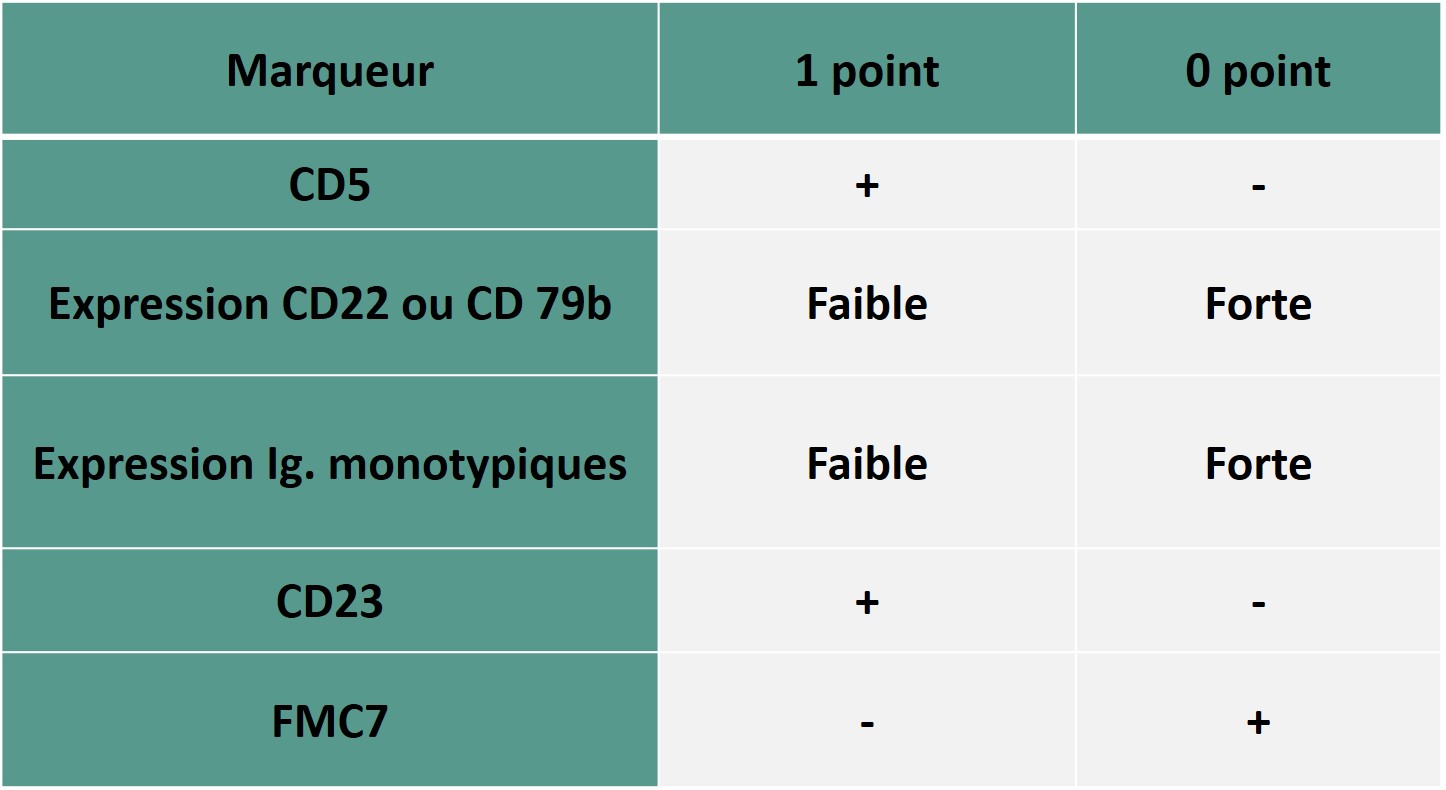 Marqueur 1 point 0 point
CD5 + -
Expression CD22 ou CD 79b Faible Forte
Expression Ig. monotypiques Faible Forte
CD23 + -
FMC7 - +